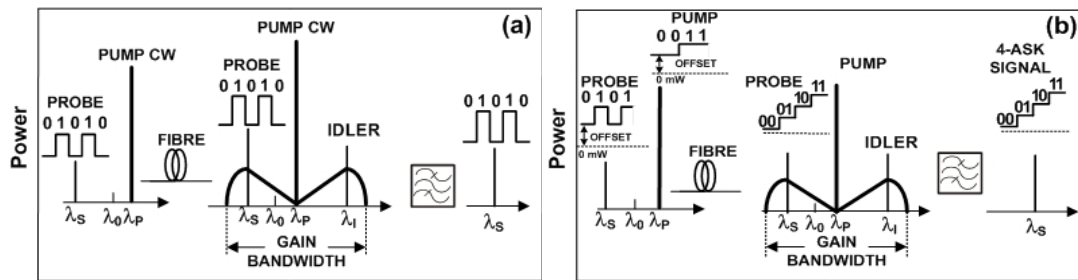 (a)
PUMP CW
PUMP CW
PROBE
0 1 0 1 0
PROBE
0 1 0 1 0
0 1 0 1 0
Power
FIBRE
IDLER
λS λ0 λP
λS λ0 λP λI
λS
GAIN
BANDWIDTH
(b)
PUMP
0 0 1 1
OFFSET
0 mW
PROBE
0 1 0 1
OFFSET
0 mW
PUMP
PROBE
00 01 10 11
4-ASK
SIGNAL
00 01 10 11
Power
FIBRE
IDLER
λS λ0 λP
λS λ0 λP λI
λS
GAIN
BANDWIDTH